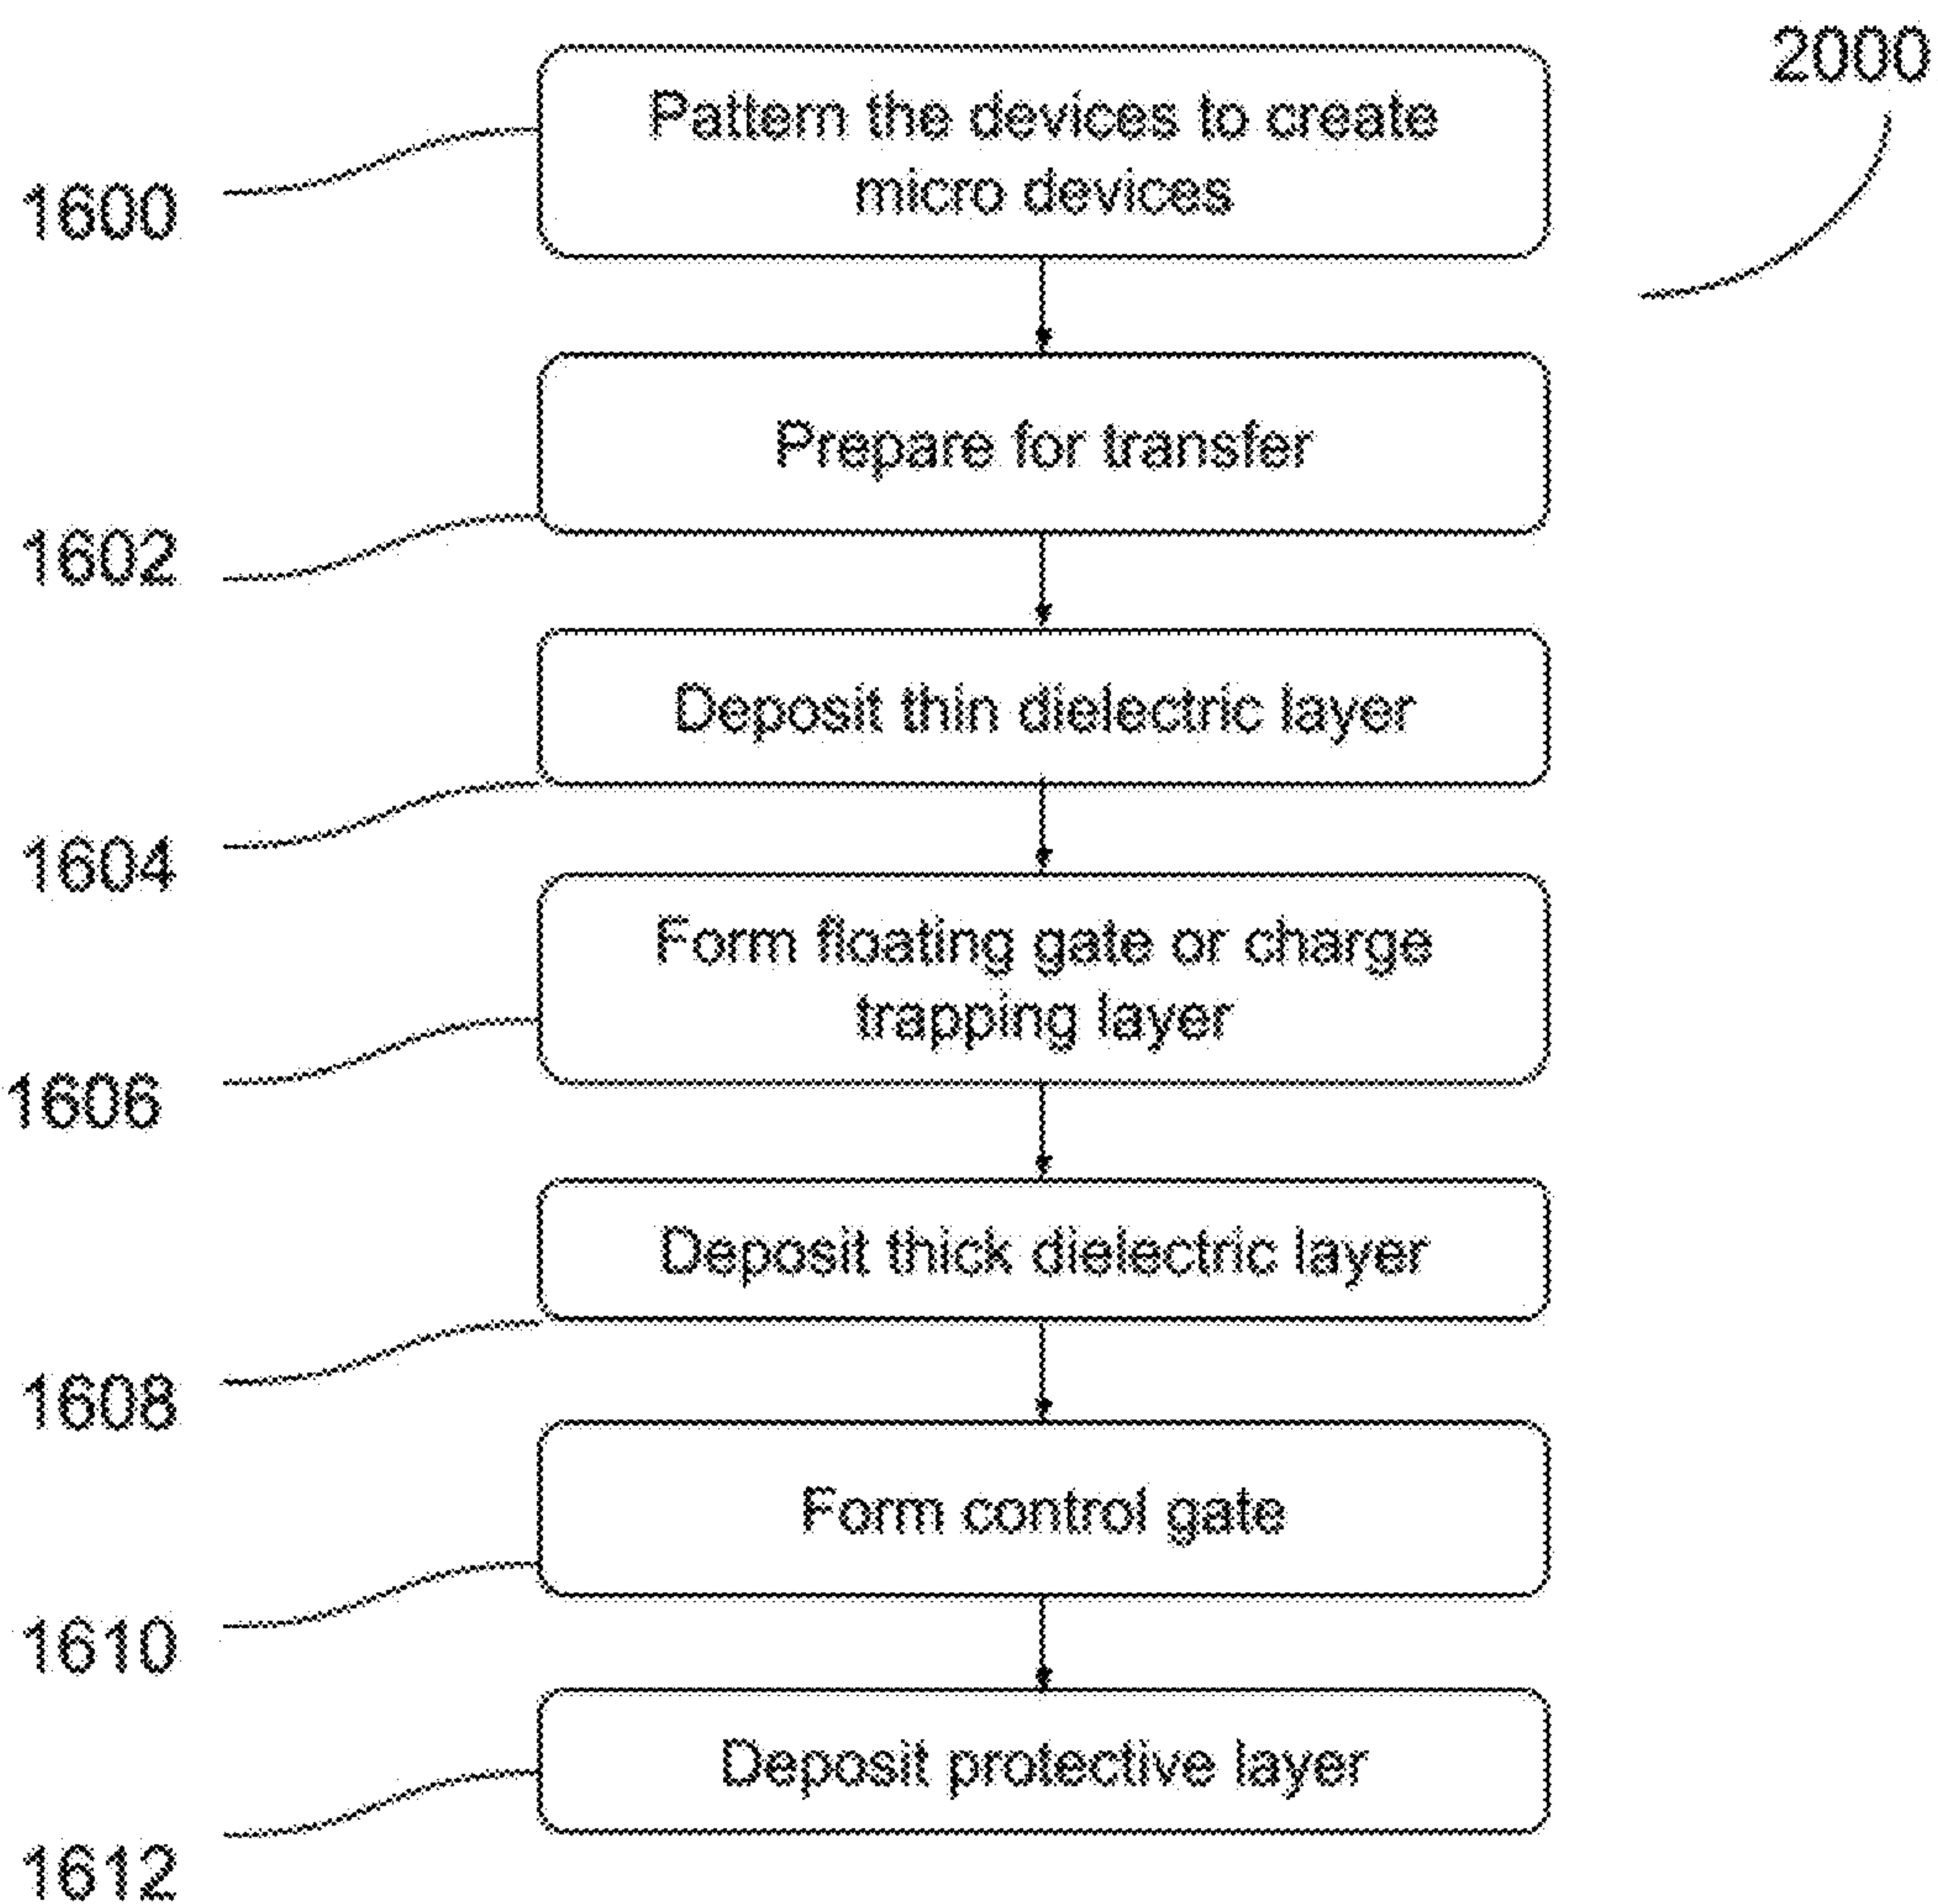 2000
Pattern the devices to create
micro devices
1600
Prepare for transfer
1602
Deposit thin dielectric layer
1604
Form floating gate or charge
trapping layer
1606
Deposit thick dielectric layer
1608
Form control gate
1610
Deposit protective layer
1612